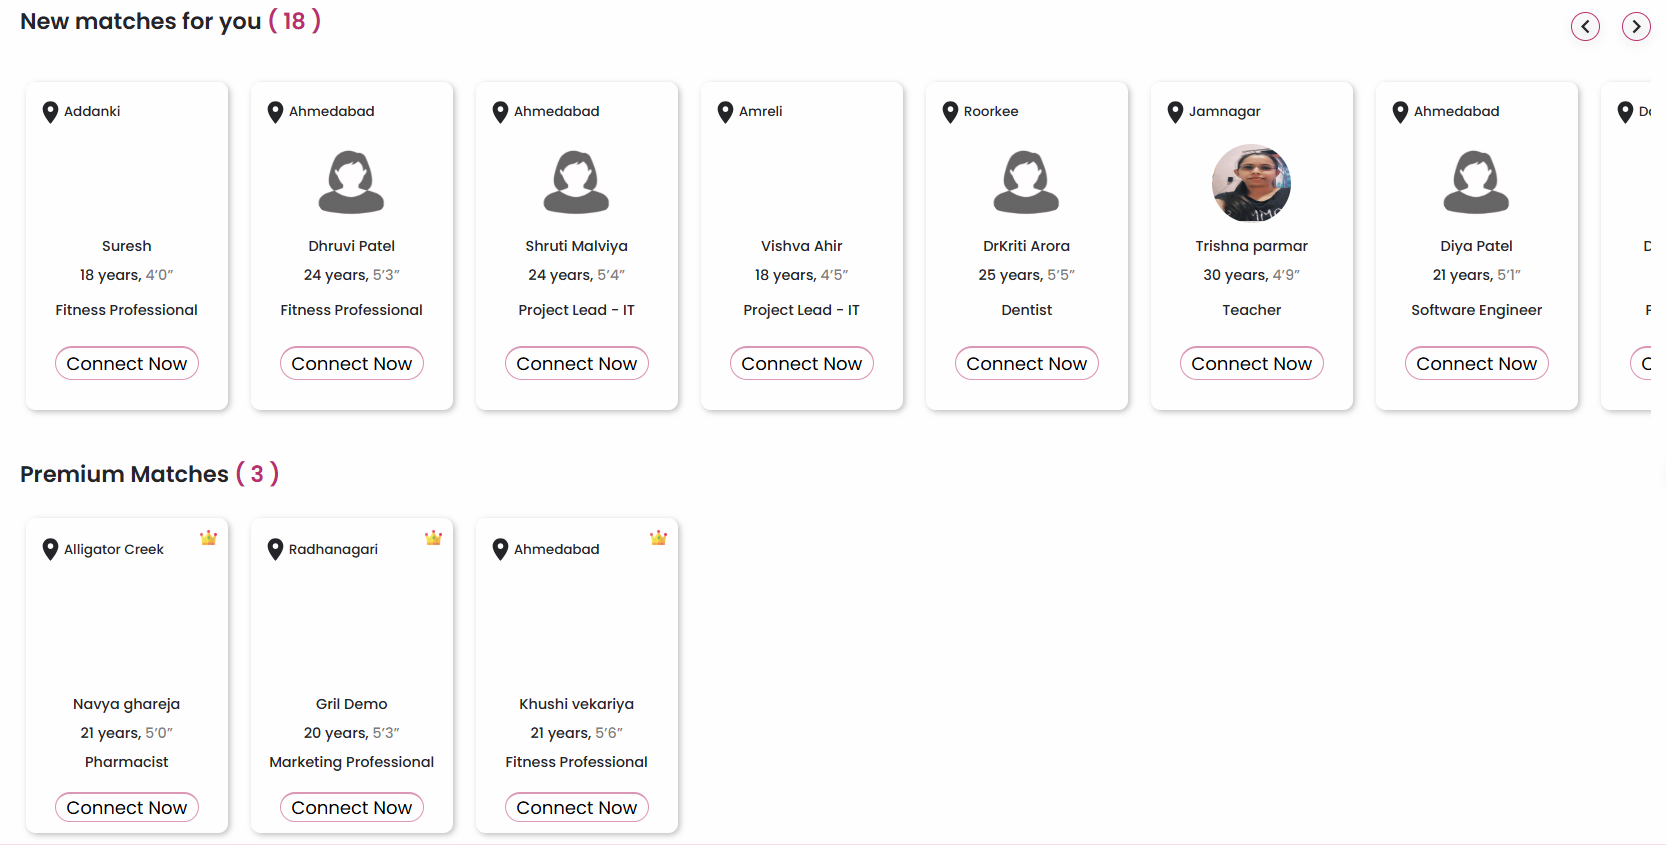 New matches for you ( 18 )
Addanki
Suresh
18 years, 4'0"
Fitness Professional
Connect Now
Ahmedabad
Dhruvi Patel
24 years, 5'3"
Fitness Professional
Connect Now
Ahmedabad
Shruti Malviya
24 years, 5'4"
Project Lead - IT
Connect Now
Amreli
Vishva Ahir
18 years, 4'5"
Project Lead - IT
Connect Now
Roorkee
DrKriti Arora
25 years, 5'5"
Dentist
Connect Now
Jamnagar
Trishna parmar
30 years, 4'9"
Teacher
Connect Now
Ahmedabad
Diya Patel
21 years, 5'1"
Software Engineer
Connect Now
Premium Matches ( 3 )
Alligator Creek
Navya ghareja
21 years, 5'0"
Pharmacist
Connect Now
Radhanagari
Gril Demo
20 years, 5'3"
Marketing Professional
Connect Now
Ahmedabad
Khushi vekariya
21 years, 5'6"
Fitness Professional
Connect Now